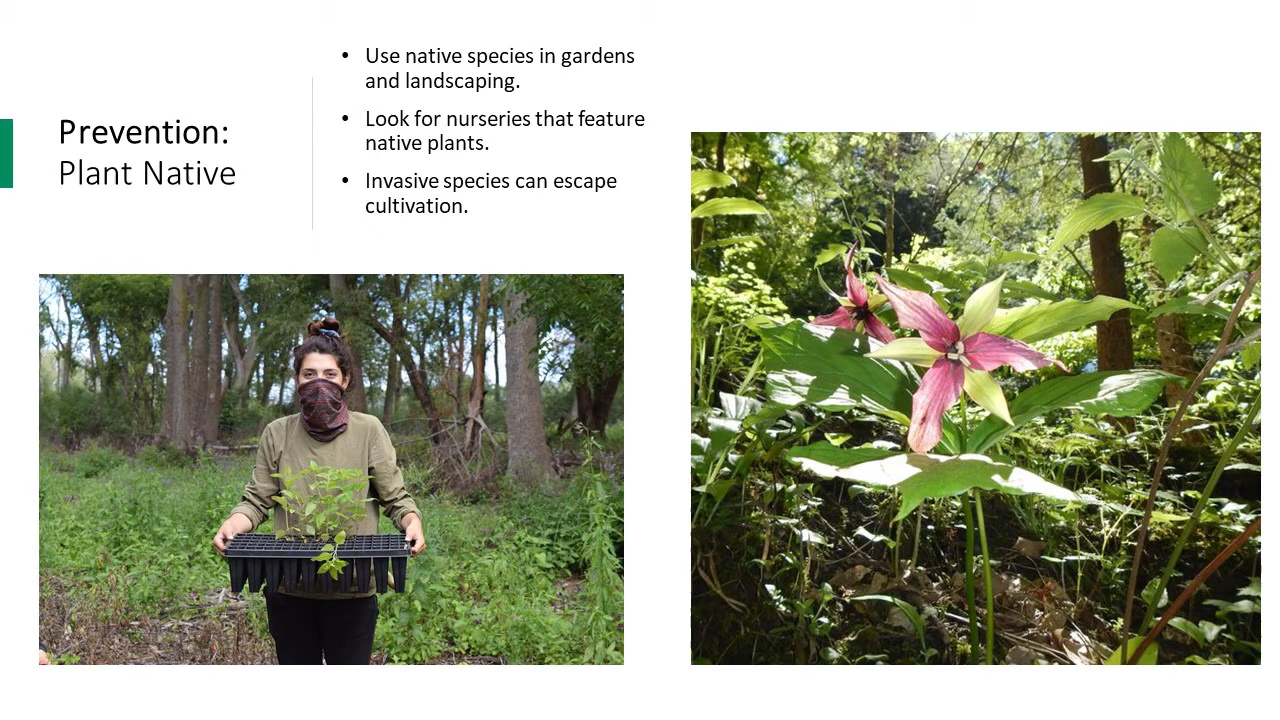 Prevention:
Plant Native
• Use native species in gardens
and landscaping.
• Look for nurseries that feature
native plants.
• Invasive species can escape
cultivation.